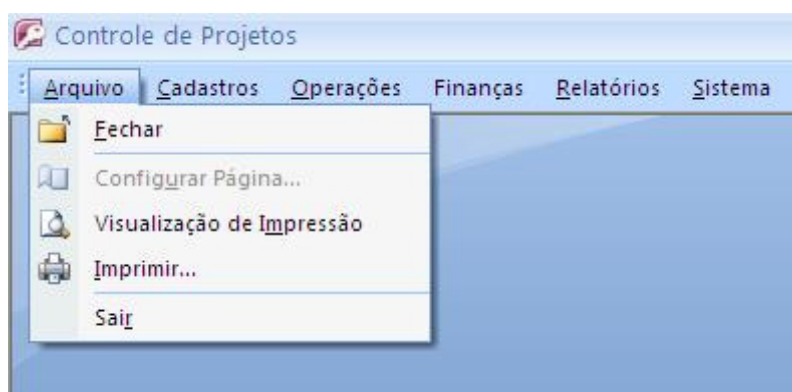 Controle de Projetos
Arquivo Cadastros Operações Finanças Relatórios Sistema
Fechar
Configurar Página...
Visualização de Impressão
Imprimir...
Sair